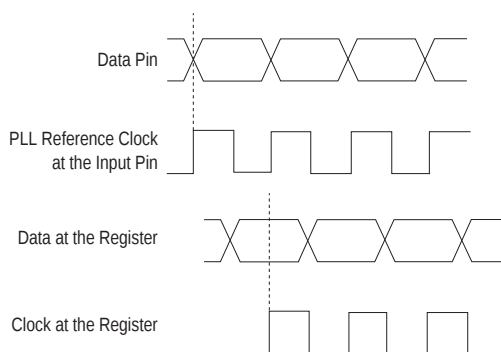 Data Pin
PLL Reference Clock
at the Input Pin
Data at the Register
Clock at the Register